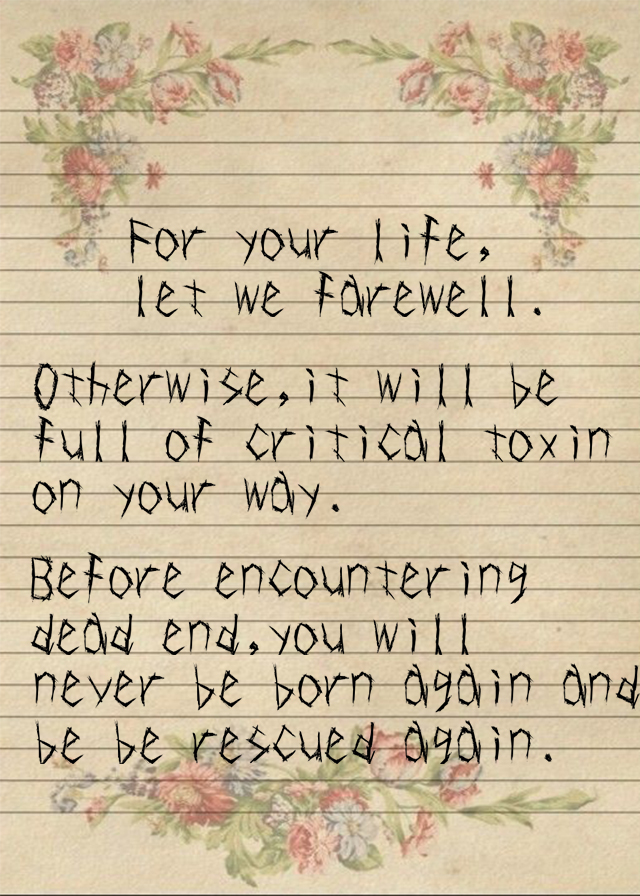 For your life,
let we farewell.
Otherwise,it will be
full of critical toxin
on your way.
Before encountering
dead end,you will
never be born again and
be be rescued again.